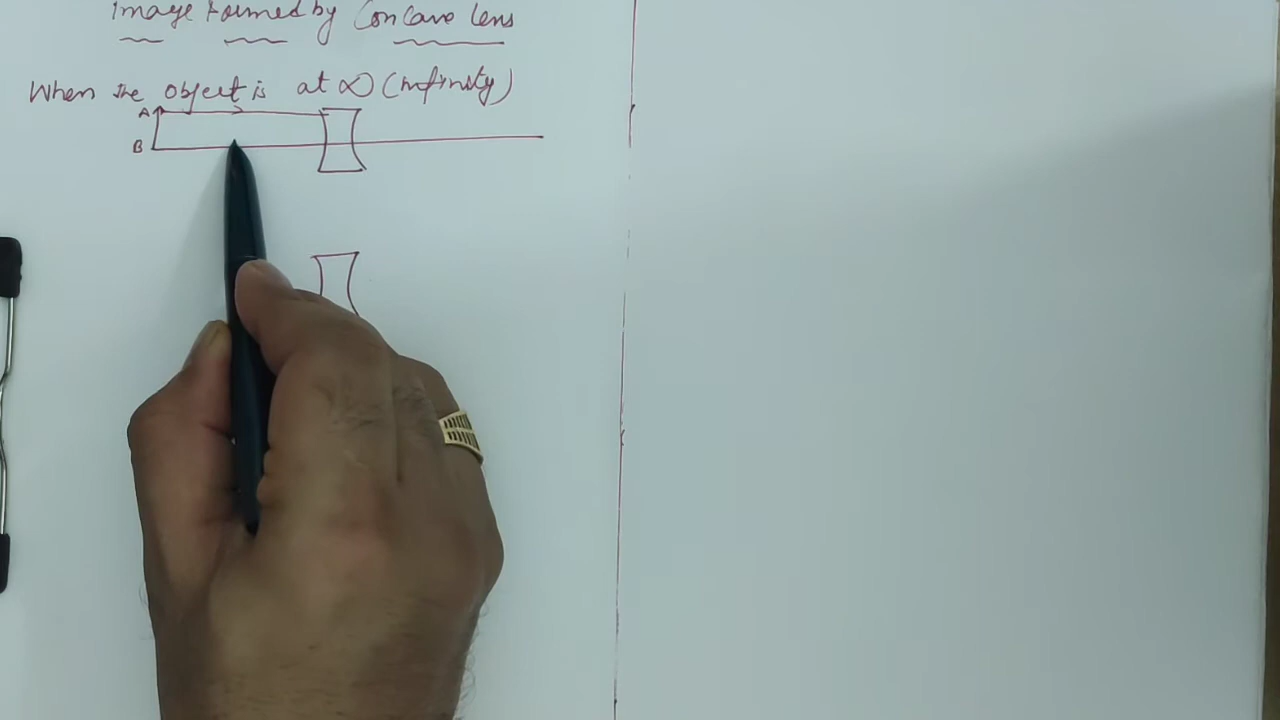 Image Formed by Concave lens
When the object is at ∞ (infinity)
A
B